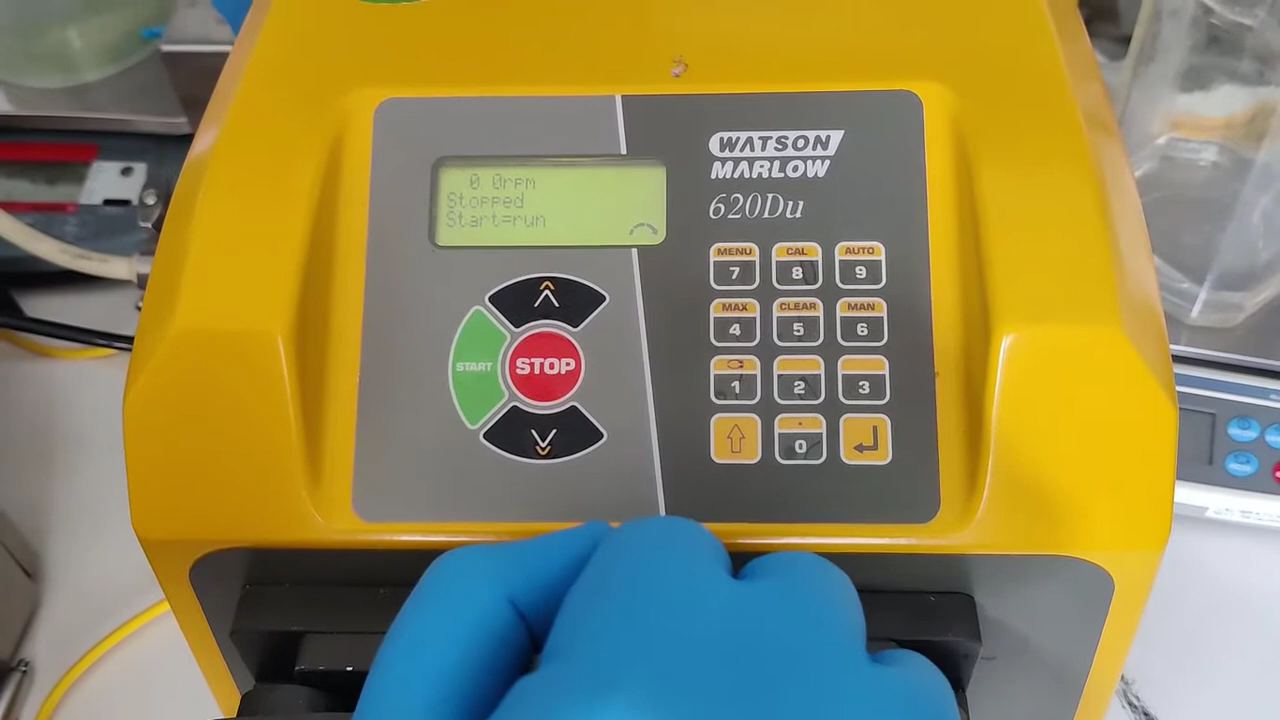 0 0rpm
Stopped
Start=run
WATSON
MARLOW
620Du
MENU CAL AUTO
7 8 9
MAX CLEAR MAN
4 5 6
START STOP
1 2 3
0